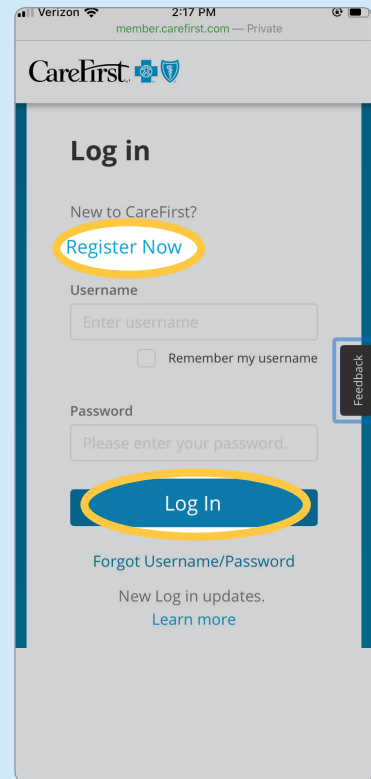 Verizon 2:17 PM
member.carefirst.com — Private
CareFirst
Log in
New to CareFirst?
Register Now
Username
Enter username
Remember my username
Feedback
Password
Please enter your password.
Log In
Forgot Username/Password
New Log in updates.
Learn more